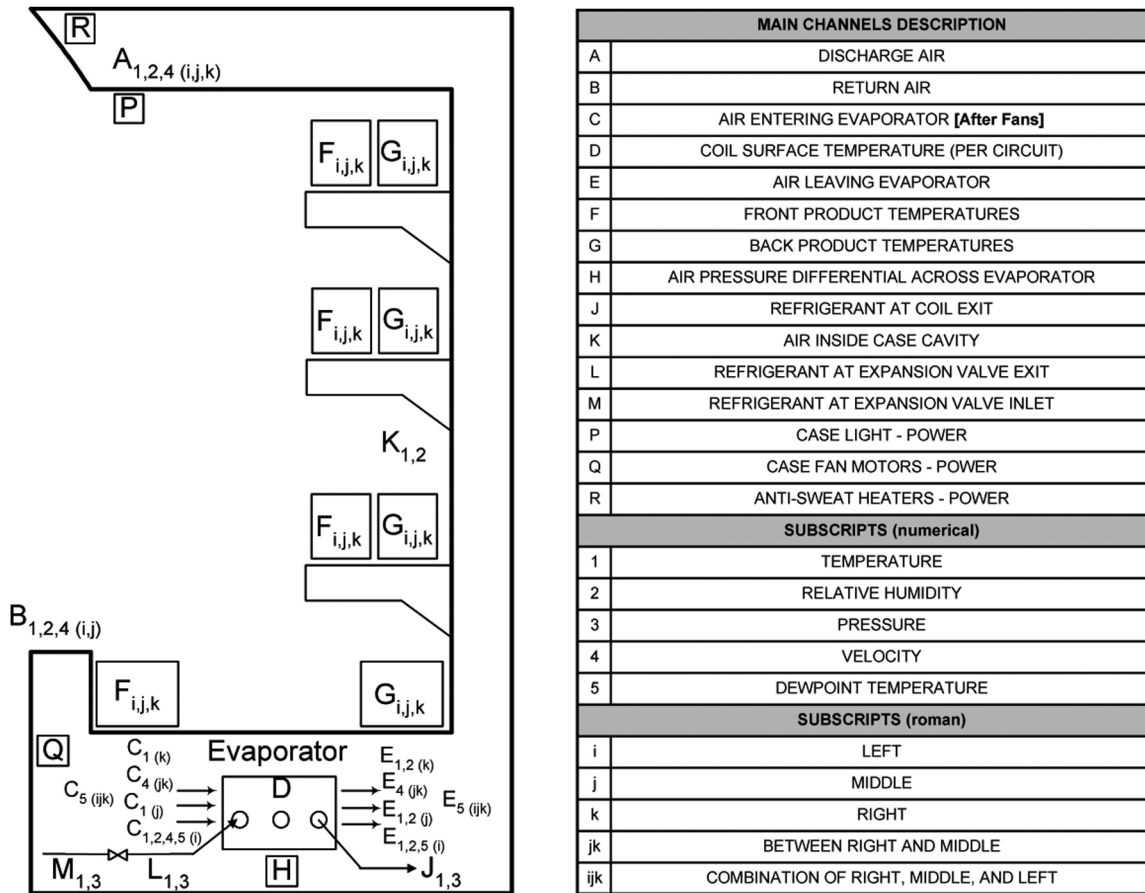 R
A1,2,4 (i,j,k)
P
Fi,j,k Gi,j,k
Fi,j,k Gi,j,k
K1,2
Fi,j,k Gi,j,k
B1,2,4 (i,j)
Fi,j,k Gi,j,k
Q
Evaporator
C1 (k)
C4 (jk)
C5 (ijk)
C1 (j)
C1,2,4,5 (i)
D
E1,2 (k)
E4 (jk)
E5 (ijk)
E1,2 (j)
E1,2,5 (i)
M1,3 L1,3 H J1,3
MAIN CHANNELS DESCRIPTION
A DISCHARGE AIR
B RETURN AIR
C AIR ENTERING EVAPORATOR [After Fans]
D COIL SURFACE TEMPERATURE (PER CIRCUIT)
E AIR LEAVING EVAPORATOR
F FRONT PRODUCT TEMPERATURES
G BACK PRODUCT TEMPERATURES
H AIR PRESSURE DIFFERENTIAL ACROSS EVAPORATOR
J REFRIGERANT AT COIL EXIT
K AIR INSIDE CASE CAVITY
L REFRIGERANT AT EXPANSION VALVE EXIT
M REFRIGERANT AT EXPANSION VALVE INLET
P CASE LIGHT - POWER
Q CASE FAN MOTORS - POWER
R ANTI-SWEAT HEATERS - POWER
SUBSCRIPTS (numerical)
1 TEMPERATURE
2 RELATIVE HUMIDITY
3 PRESSURE
4 VELOCITY
5 DEWPOINT TEMPERATURE
SUBSCRIPTS (roman)
i LEFT
j MIDDLE
k RIGHT
jk BETWEEN RIGHT AND MIDDLE
ijk COMBINATION OF RIGHT, MIDDLE, AND LEFT